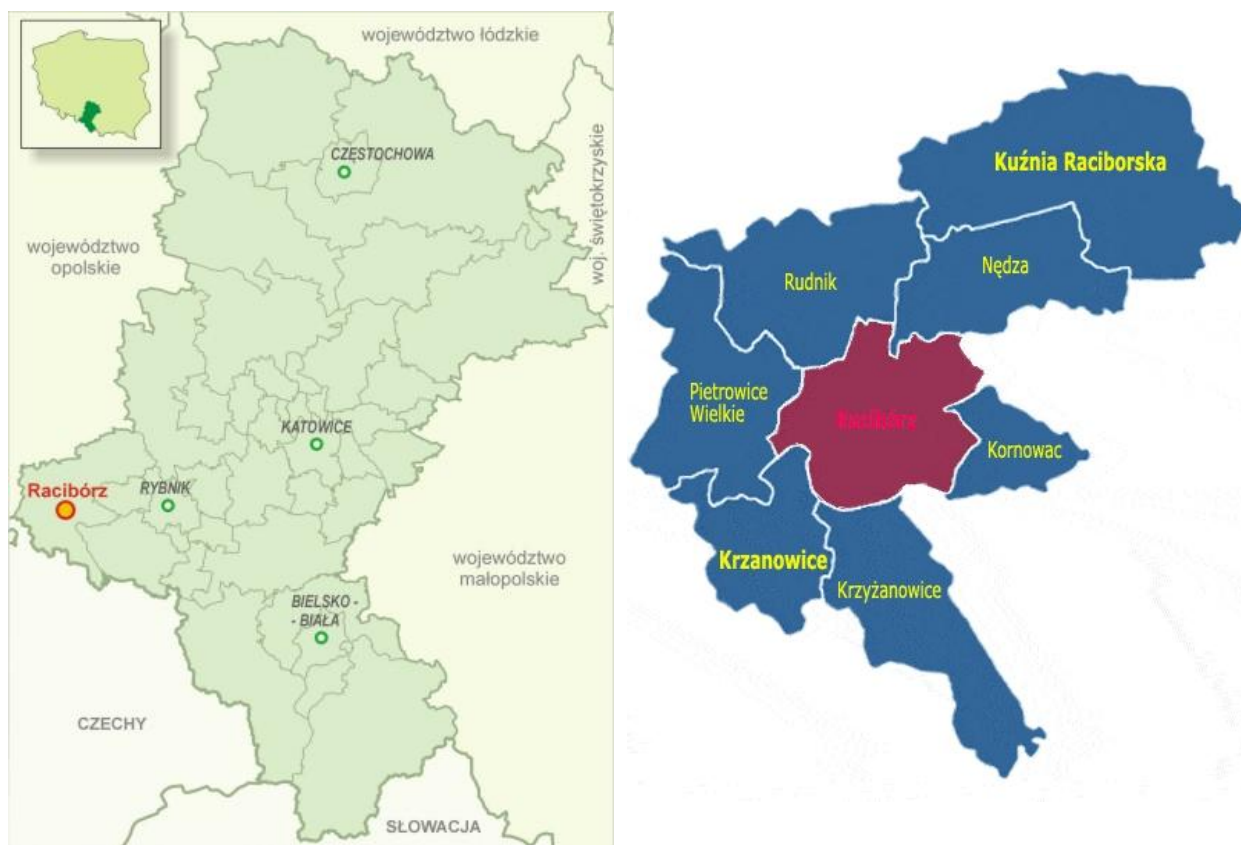 województwo łódzkie
CZĘSTOCHOWA
woj. świętokrzyskie
województwo
opolskie
KATOWICE
Racibórz
RYBNIK
województwo
małopolskie
BIELSKO -
- BIAŁA
CZECHY
SŁOWACJA
Kuźnia Raciborska
Nędza
Rudnik
Pietrowice
Wielkie
Racibórz
Kornowac
Krzanowice
Krzyżanowice